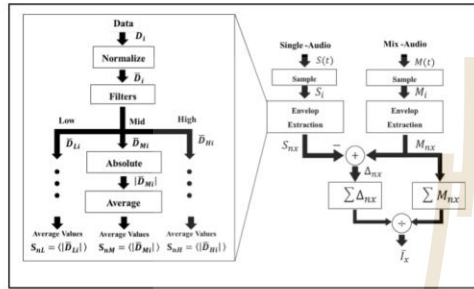 Data
D_i
Normalize
D̄_i
Filters
Low Mid High
D̄_Li D̄_Mi D̄_Hi
Absolute
|D̄_Mi|
Average
Average Values Average Values Average Values
S_nL = ⟨|D̄_Li|⟩ S_nM = ⟨|D̄_Mi|⟩ S_nH = ⟨|D̄_Hi|⟩
Single-Audio Mix-Audio
S(t) M(t)
Sample Sample
S_i M_i
Envelop Extraction Envelop Extraction
S_nx − + M_nx
Δ_nx
∑ Δ_nx ∑ M_nx
÷
Ī_x